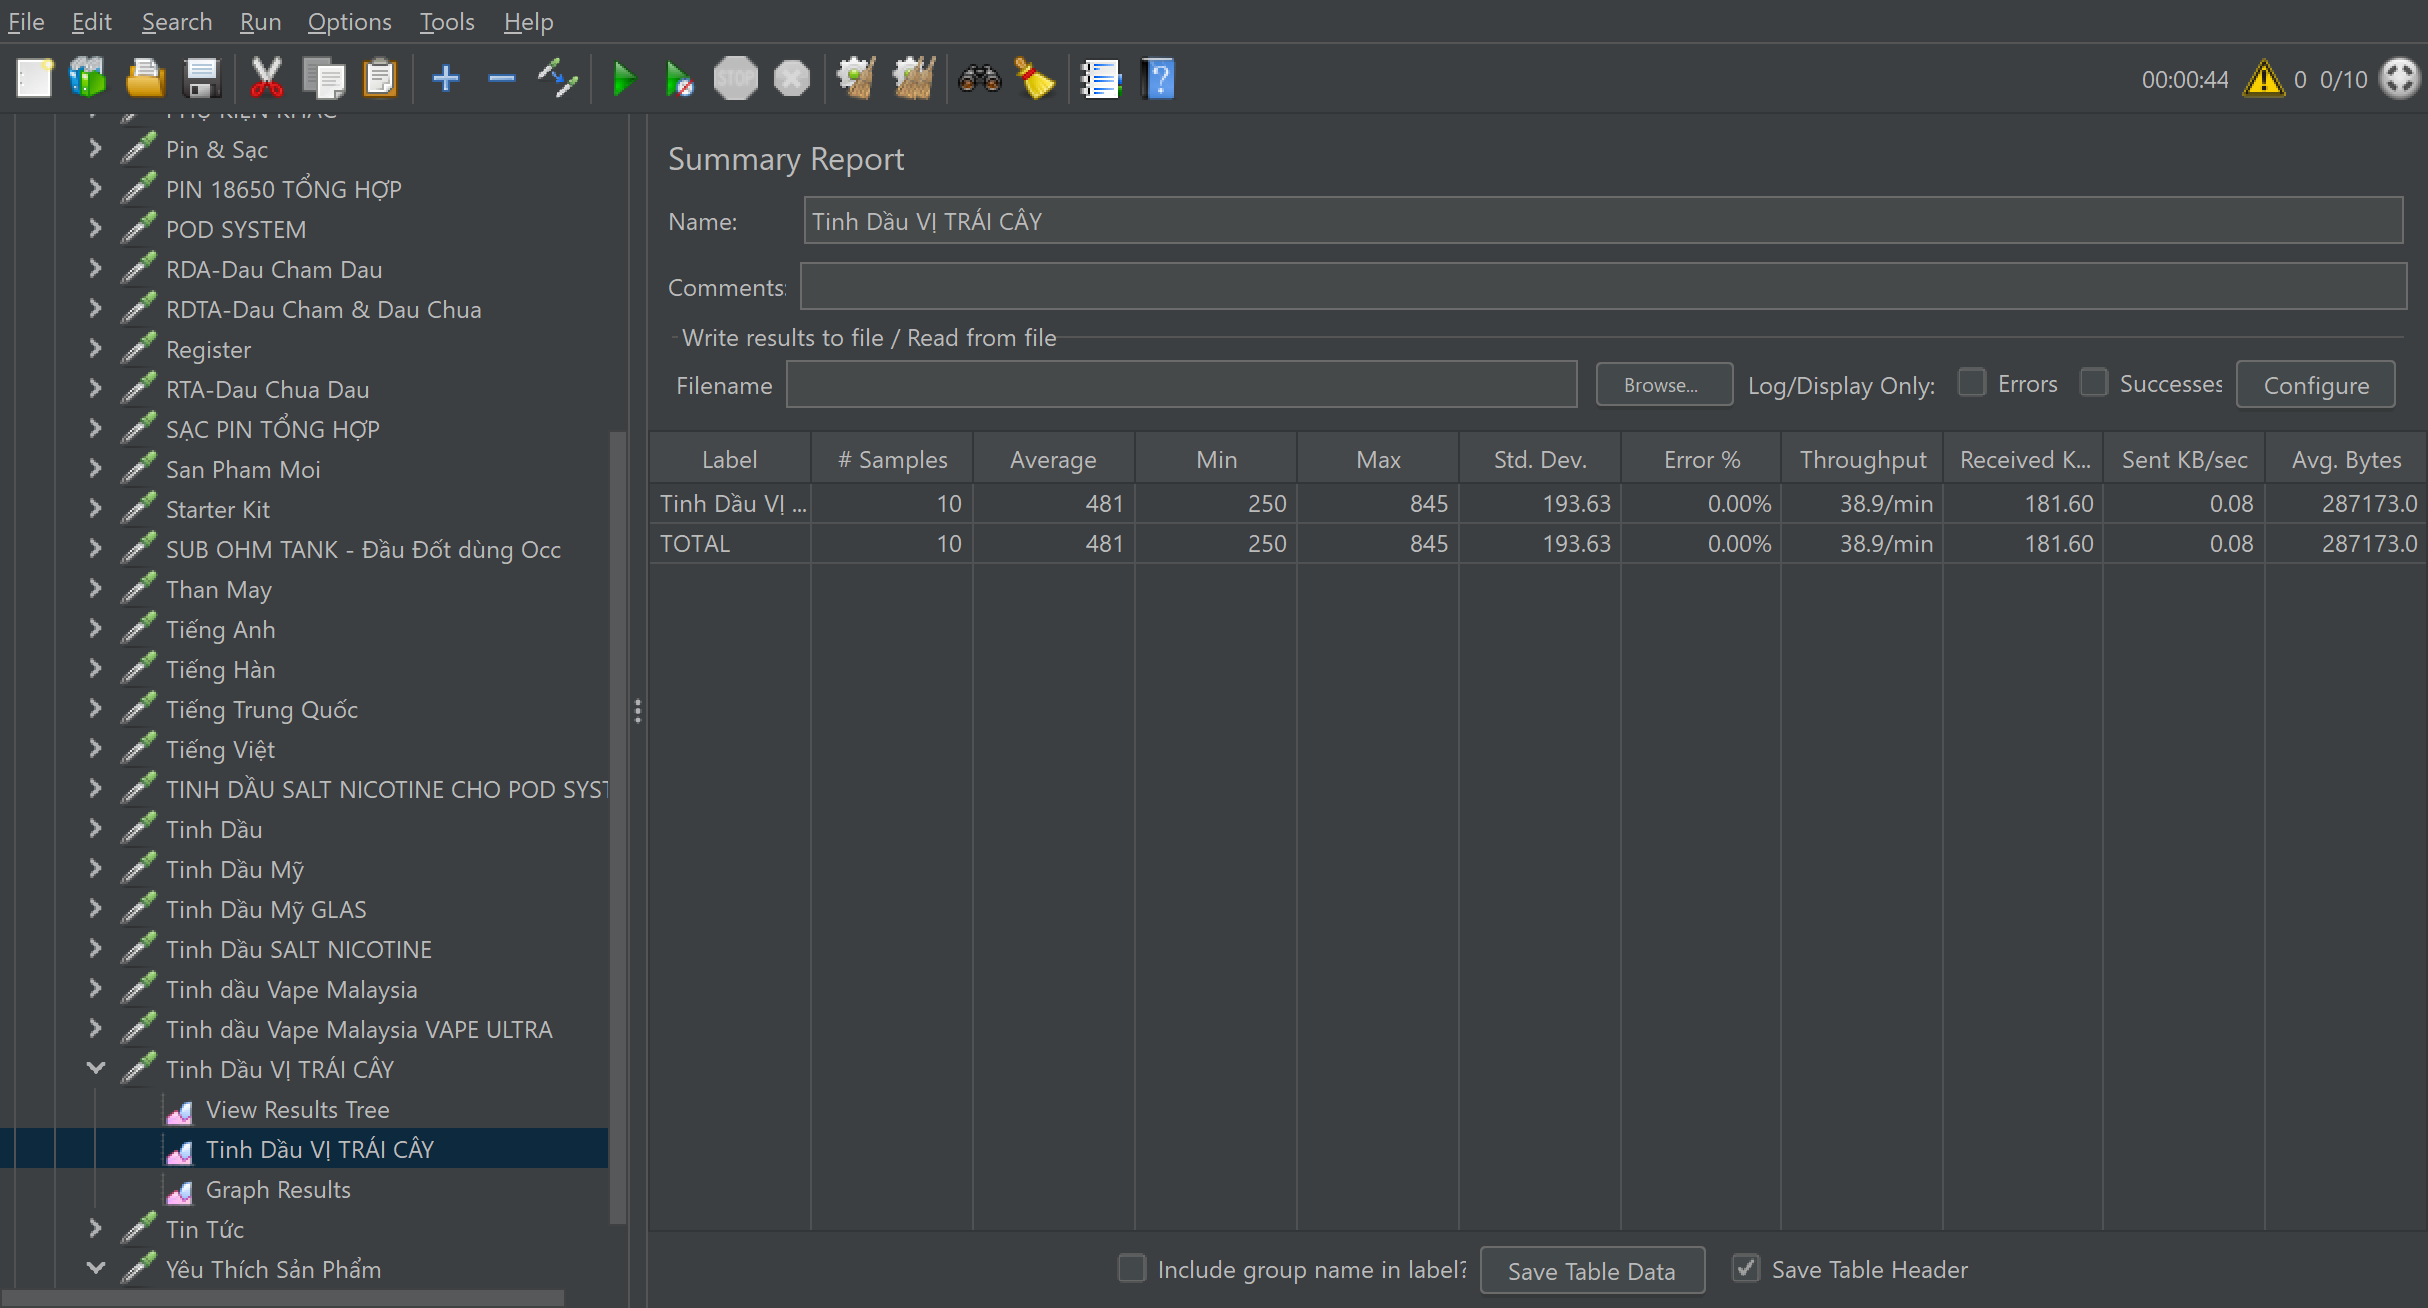 File Edit Search Run Options Tools Help
00:00:44 0 0/10
Pin & Sạc
PIN 18650 TỔNG HỢP
POD SYSTEM
RDA-Dau Cham Dau
RDTA-Dau Cham & Dau Chua
Register
RTA-Dau Chua Dau
SẠC PIN TỔNG HỢP
San Pham Moi
Starter Kit
SUB OHM TANK - Đầu Đốt dùng Occ
Than May
Tiếng Anh
Tiếng Hàn
Tiếng Trung Quốc
Tiếng Việt
TINH DẦU SALT NICOTINE CHO POD SYST
Tinh Dầu
Tinh Dầu Mỹ
Tinh Dầu Mỹ GLAS
Tinh Dầu SALT NICOTINE
Tinh dầu Vape Malaysia
Tinh dầu Vape Malaysia VAPE ULTRA
Tinh Dầu VỊ TRÁI CÂY
View Results Tree
Tinh Dầu VỊ TRÁI CÂY
Graph Results
Tin Tức
Yêu Thích Sản Phẩm
Summary Report
Name: Tinh Dầu VỊ TRÁI CÂY
Comments:
Write results to file / Read from file
Filename Browse... Log/Display Only: Errors Successes Configure
Label # Samples Average Min Max Std. Dev. Error % Throughput Received K... Sent KB/sec Avg. Bytes
Tinh Dầu VỊ ... 10 481 250 845 193.63 0.00% 38.9/min 181.60 0.08 287173.0
TOTAL 10 481 250 845 193.63 0.00% 38.9/min 181.60 0.08 287173.0
Include group name in label? Save Table Data Save Table Header